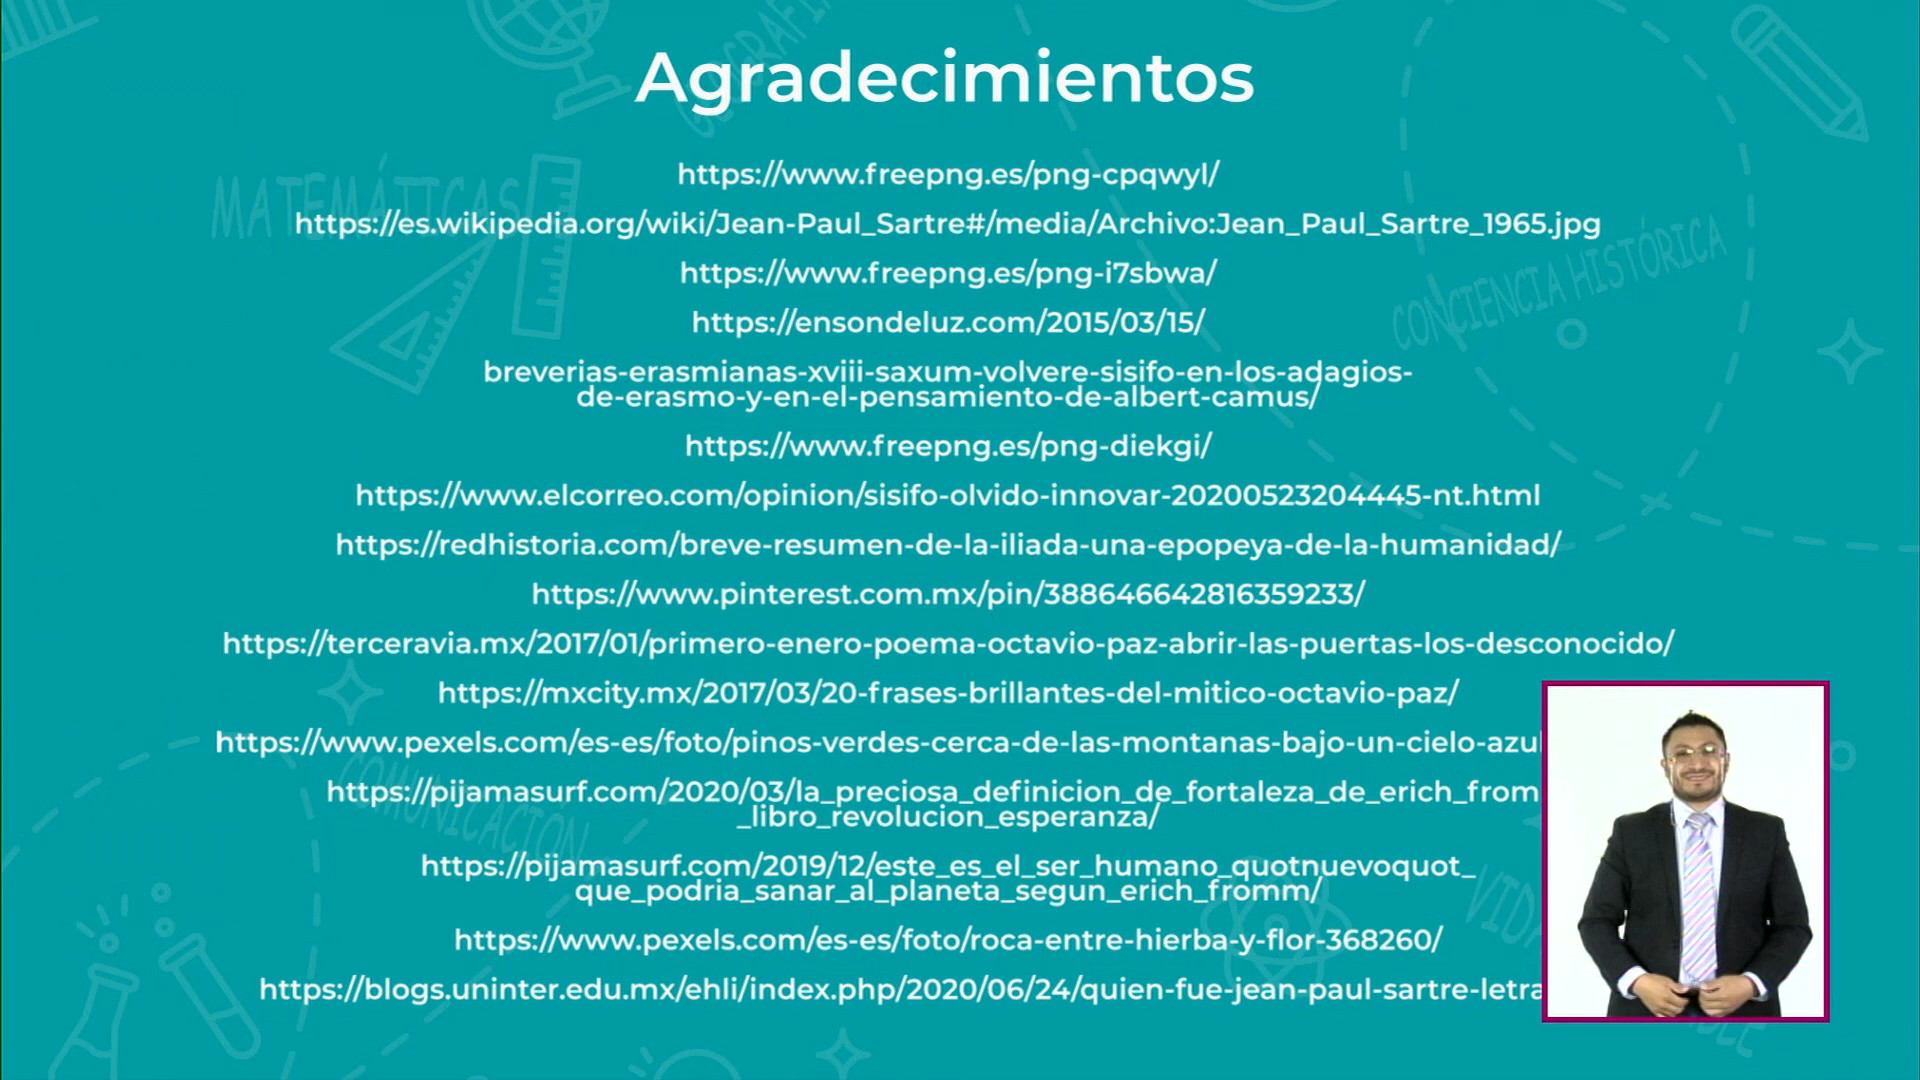 Agradecimientos
https://www.freepng.es/png-cpqwyl/
https://es.wikipedia.org/wiki/Jean-Paul_Sartre#/media/Archivo:Jean_Paul_Sartre_1965.jpg
https://www.freepng.es/png-i7sbwa/
https://ensondeluz.com/2015/03/15/
breverias-erasmianas-xviii-saxum-volvere-sisifo-en-los-adagios-
de-erasmo-y-en-el-pensamiento-de-albert-camus/
https://www.freepng.es/png-diekgi/
https://www.elcorreo.com/opinion/sisifo-olvido-innovar-20200523204445-nt.html
https://redhistoria.com/breve-resumen-de-la-iliada-una-epopeya-de-la-humanidad/
https://www.pinterest.com.mx/pin/388646642816359233/
https://terceravia.mx/2017/01/primero-enero-poema-octavio-paz-abrir-las-puertas-los-desconocido/
https://mxcity.mx/2017/03/20-frases-brillantes-del-mitico-octavio-paz/
https://www.pexels.com/es-es/foto/pinos-verdes-cerca-de-las-montanas-bajo-un-cielo-azul
https://pijamasurf.com/2020/03/la_preciosa_definicion_de_fortaleza_de_erich_from
_libro_revolucion_esperanza/
https://pijamasurf.com/2019/12/este_es_el_ser_humano_quotnuevoquot_
que_podria_sanar_al_planeta_segun_erich_fromm/
https://www.pexels.com/es-es/foto/roca-entre-hierba-y-flor-368260/
https://blogs.uninter.edu.mx/ehli/index.php/2020/06/24/quien-fue-jean-paul-sartre-letra
MATEMÁTICAS
CONCIENCIA HISTÓRICA
COMUNICACIÓN